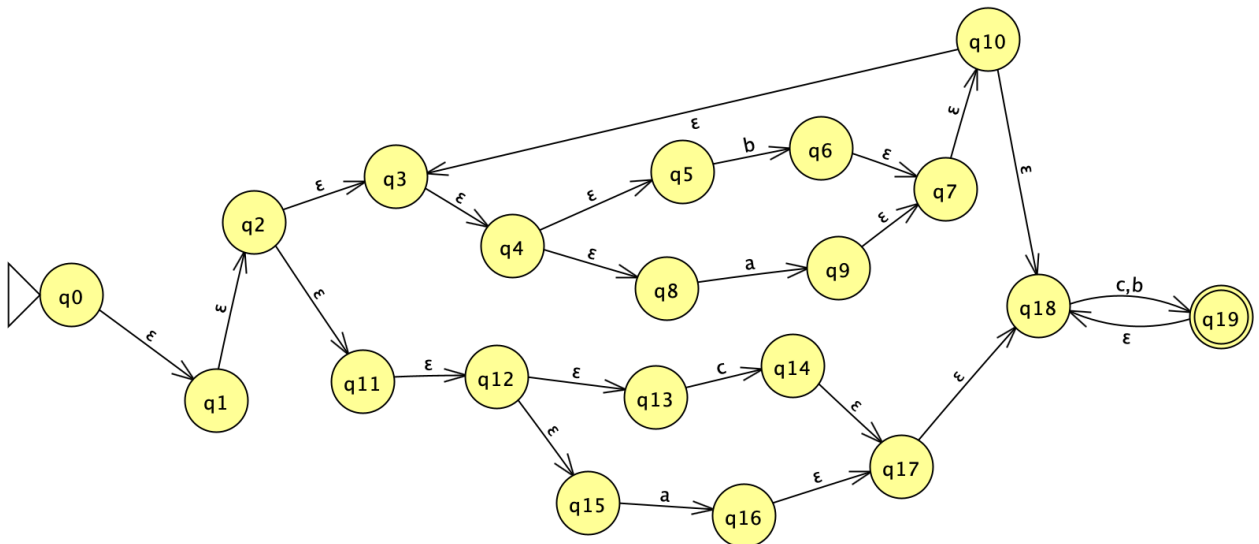 q10
ε
ε
b
q6
ε
q5
ε
q3
ε
ε
ε
q7
ε
q2
q4
ε
ε
a
q9
q8
c,b
q0
ε
ε
q18
q19
ε
ε
q14
ε
c
q11
ε
q12
ε
q13
q1
ε
ε
ε
q17
ε
a
q15
q16